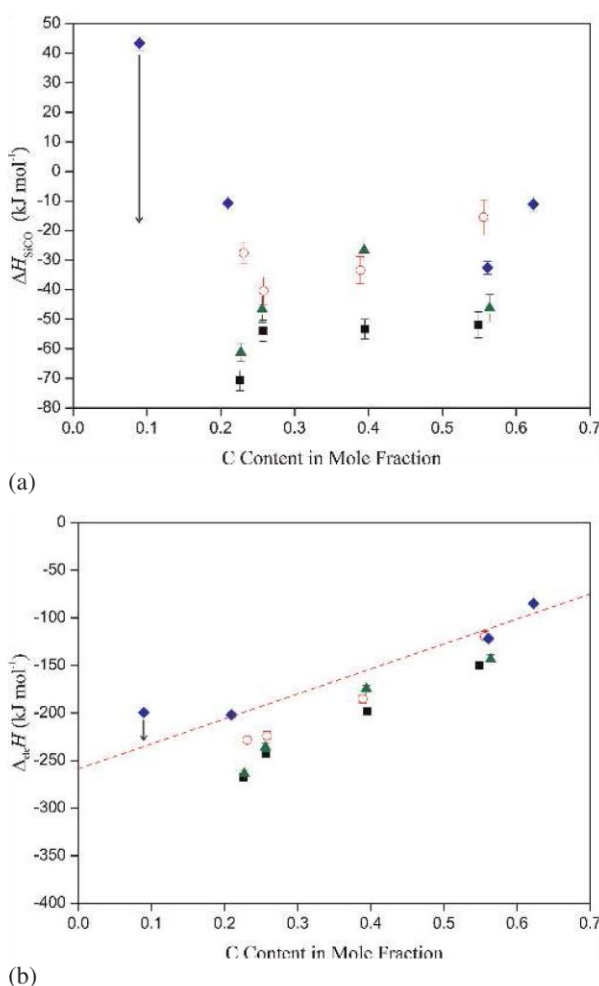 50
40
30
20
10
0
-10
-20
-30
-40
-50
-60
-70
-80
ΔH_SiCO (kJ mol⁻¹)
0.0 0.1 0.2 0.3 0.4 0.5 0.6 0.7
C Content in Mole Fraction
(a)
0
-50
-100
-150
-200
-250
-300
-350
-400
Δ_elc H (kJ mol⁻¹)
0.0 0.1 0.2 0.3 0.4 0.5 0.6 0.7
C Content in Mole Fraction
(b)